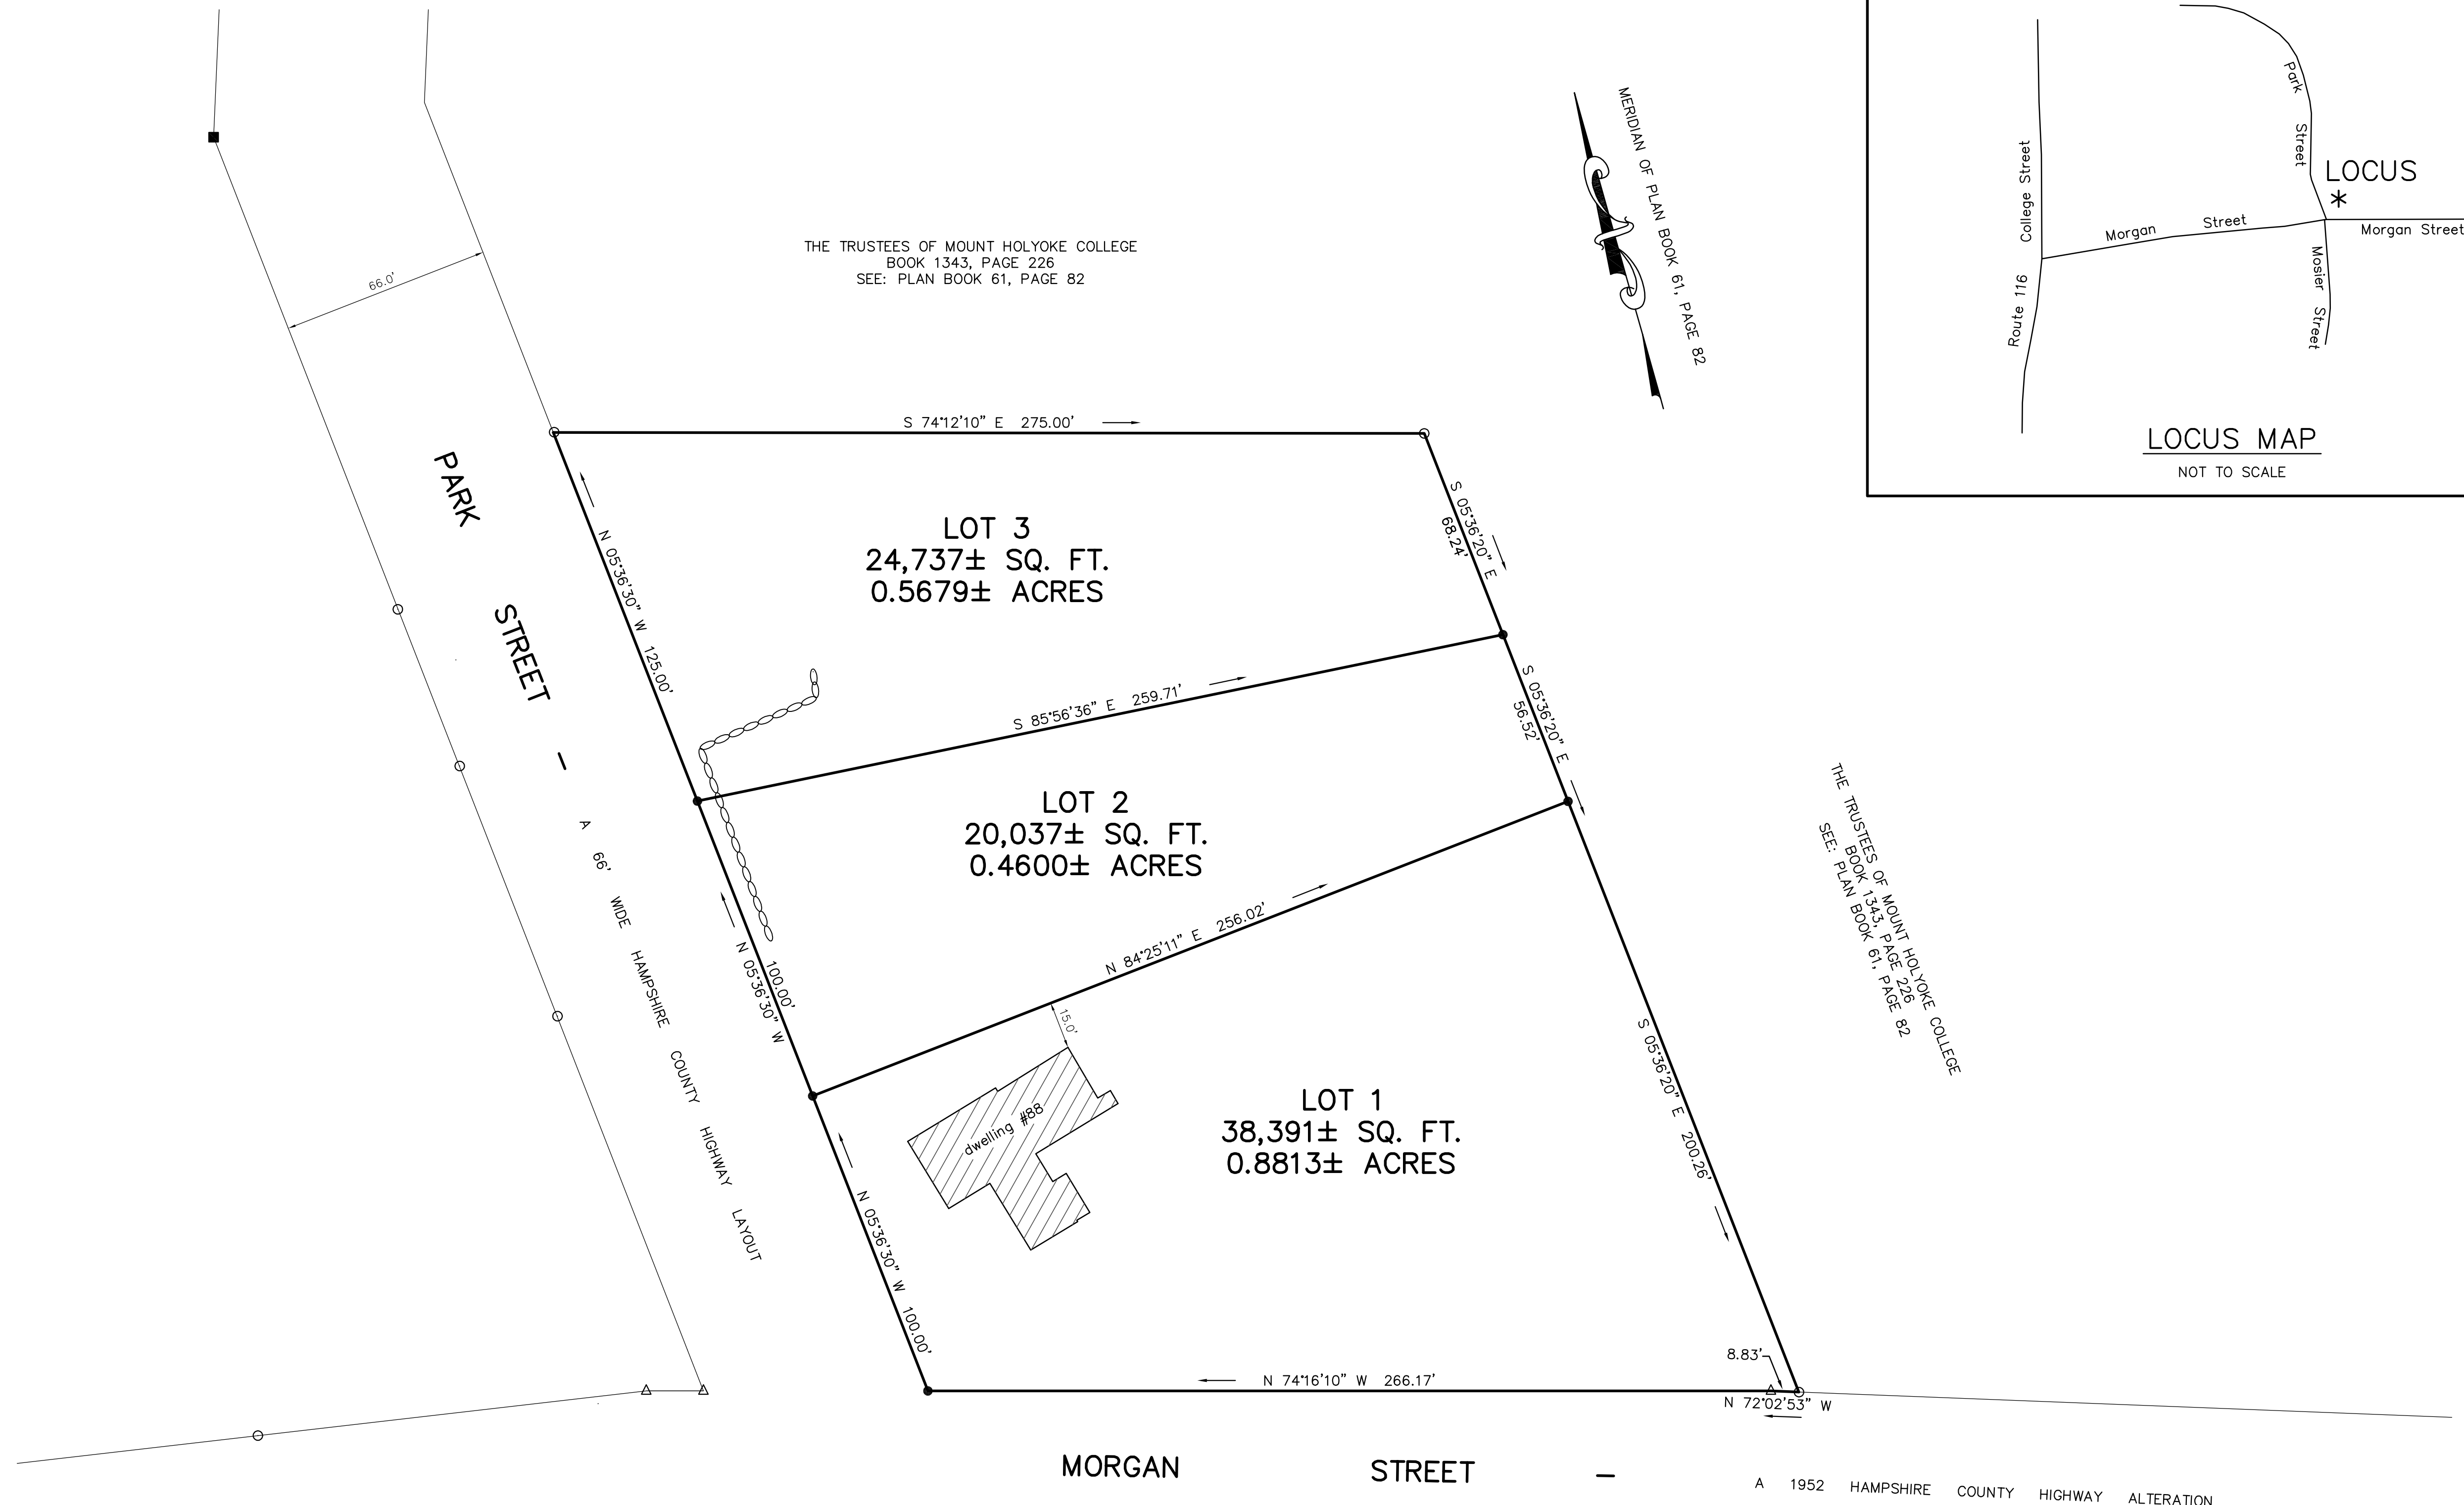 THE TRUSTEES OF MOUNT HOLYOKE COLLEGE
BOOK 1343, PAGE 226
SEE: PLAN BOOK 61, PAGE 82
MERIDIAN OF PLAN BOOK 61, PAGE 82
Park Street
College Street
Route 116
Morgan Street
LOCUS
*
Morgan Street
Mosier Street
LOCUS MAP
NOT TO SCALE
66.0'
PARK STREET - A 66' WIDE HAMPSHIRE COUNTY HIGHWAY LAYOUT
S 74°12'10" E 275.00'
N 05°36'30" W 125.00'
LOT 3
24,737± SQ. FT.
0.5679± ACRES
S 05°36'20" E
68.24'
S 85°56'36" E 259.71'
S 05°36'20" E
56.52'
LOT 2
20,037± SQ. FT.
0.4600± ACRES
100.00'
N 05°36'30" W
N 84°25'11" E 256.02'
15.0'
dwelling #88
LOT 1
38,391± SQ. FT.
0.8813± ACRES
S 05°36'20" E 200.26'
THE TRUSTEES OF MOUNT HOLYOKE COLLEGE
BOOK 1343, PAGE 226
SEE: PLAN BOOK 61, PAGE 82
N 05°36'30" W 100.00'
N 74°16'10" W 266.17'
8.83'
N 72°02'53" W
MORGAN STREET - A 1952 HAMPSHIRE COUNTY HIGHWAY ALTERATION